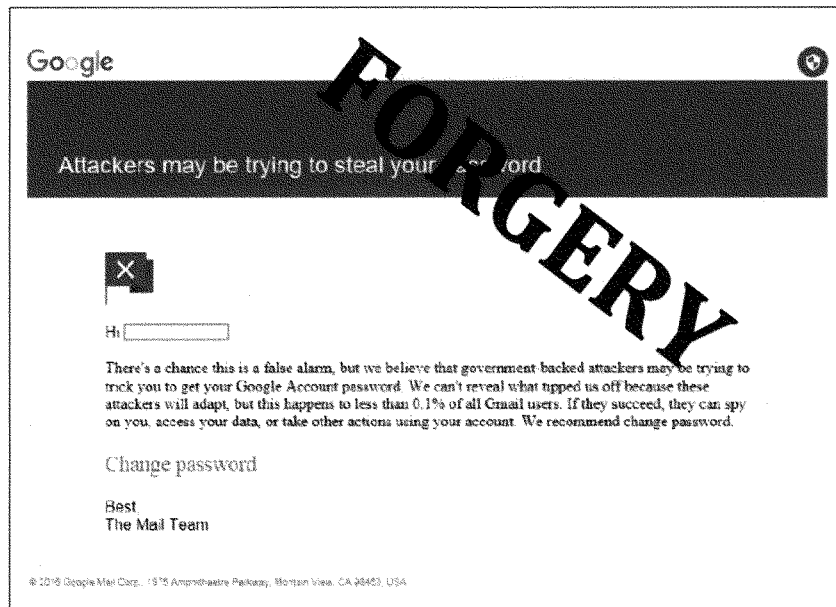 Google
FORGERY
Attackers may be trying to steal your password
Hi
There's a chance this is a false alarm, but we believe that government-backed attackers may be trying to
trick you to get your Google Account password. We can't reveal what tipped us off because these
attackers will adapt, but this happens to less than 0.1% of all Gmail users. If they succeed, they can spy
on you, access your data, or take other actions using your account. We recommend change password.
Change password
Best,
The Mail Team
Google Mail Corp., Amphitheatre Parkway, View, CA USA